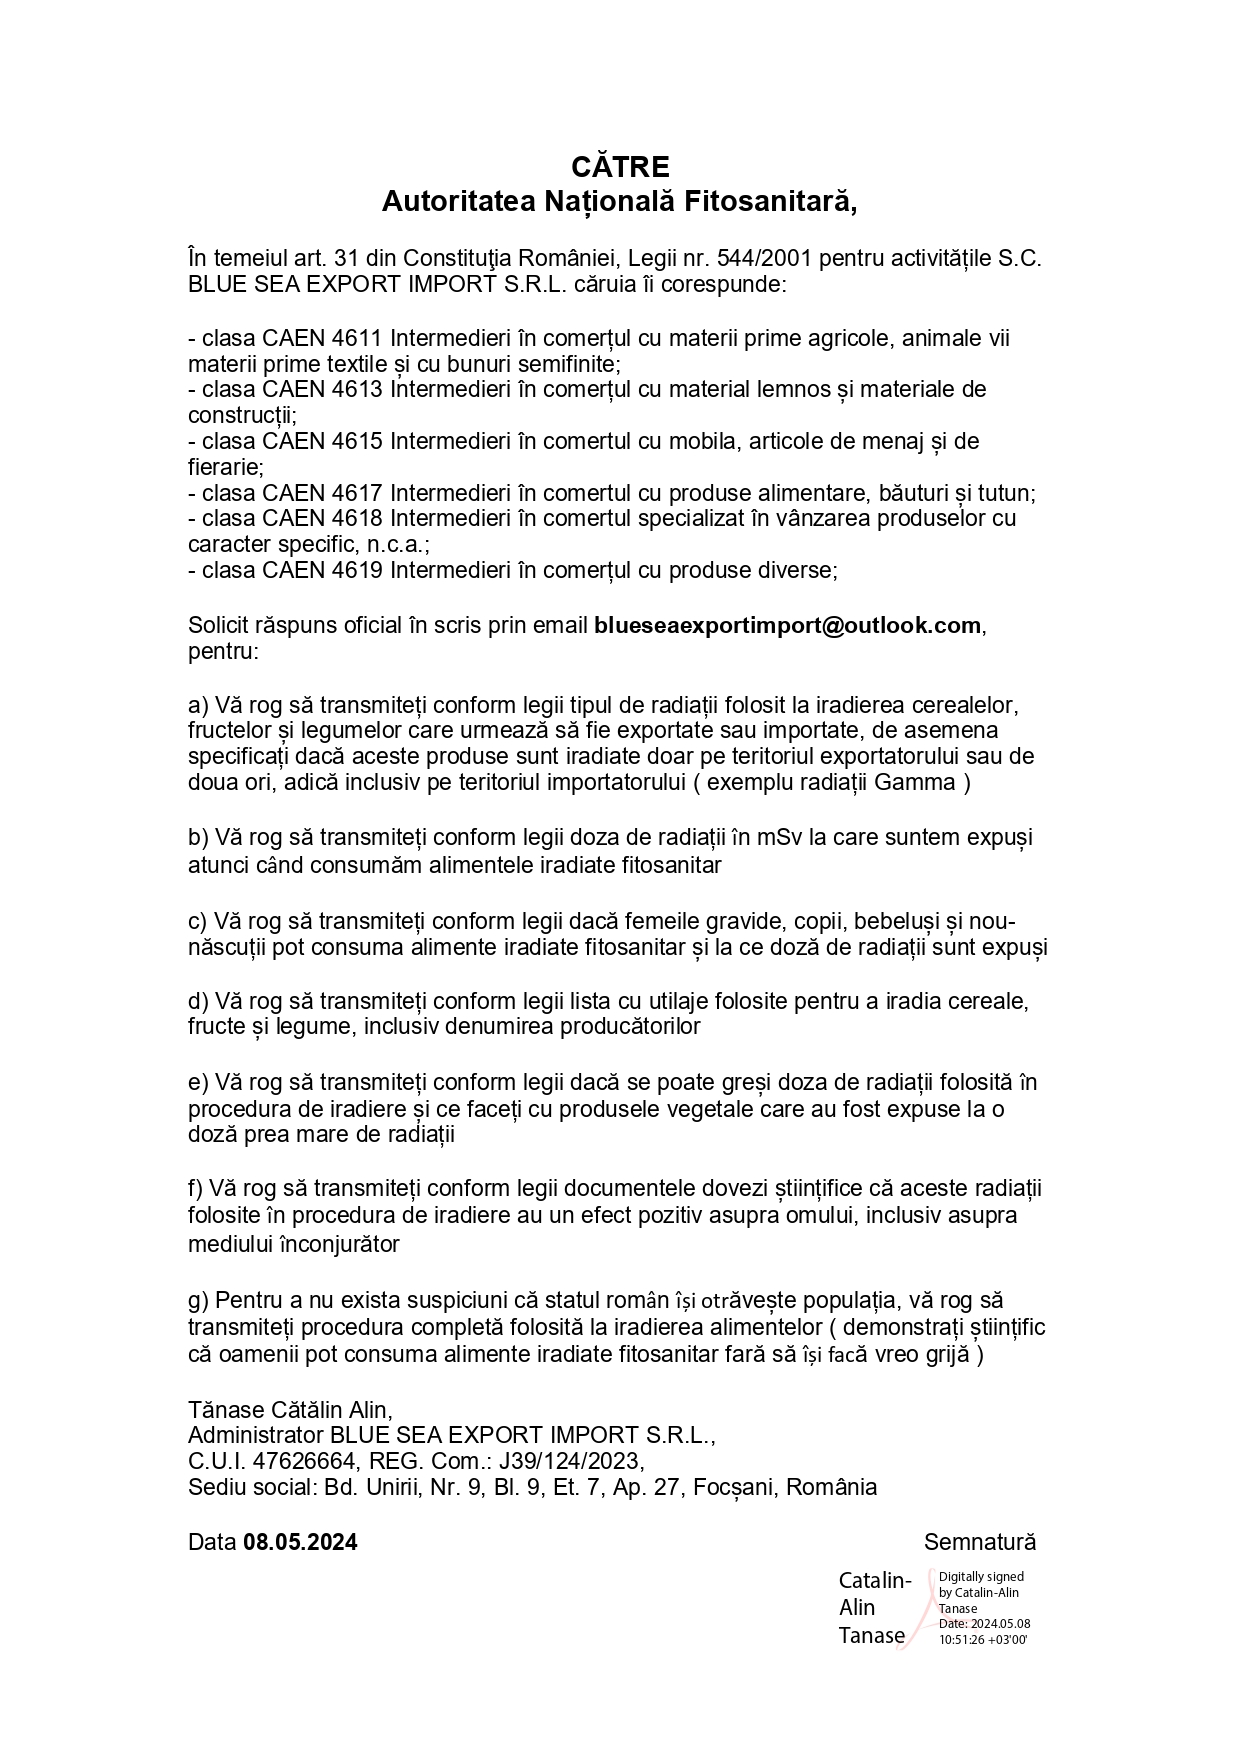 CĂTRE
Autoritatea Națională Fitosanitară,
În temeiul art. 31 din Constituţia României, Legii nr. 544/2001 pentru activitățile S.C.
BLUE SEA EXPORT IMPORT S.R.L. căruia îi corespunde:
- clasa CAEN 4611 Intermedieri în comerțul cu materii prime agricole, animale vii
materii prime textile și cu bunuri semifinite;
- clasa CAEN 4613 Intermedieri în comerțul cu material lemnos și materiale de
construcții;
- clasa CAEN 4615 Intermedieri în comertul cu mobila, articole de menaj și de
fierarie;
- clasa CAEN 4617 Intermedieri în comertul cu produse alimentare, băuturi și tutun;
- clasa CAEN 4618 Intermedieri în comertul specializat în vânzarea produselor cu
caracter specific, n.c.a.;
- clasa CAEN 4619 Intermedieri în comerțul cu produse diverse;
Solicit răspuns oficial în scris prin email blueseaexportimport@outlook.com,
pentru:
a) Vă rog să transmiteți conform legii tipul de radiații folosit la iradierea cerealelor,
fructelor și legumelor care urmează să fie exportate sau importate, de asemena
specificați dacă aceste produse sunt iradiate doar pe teritoriul exportatorului sau de
doua ori, adică inclusiv pe teritoriul importatorului ( exemplu radiații Gamma )
b) Vă rog să transmiteți conform legii doza de radiații în mSv la care suntem expuși
atunci când consumăm alimentele iradiate fitosanitar
c) Vă rog să transmiteți conform legii dacă femeile gravide, copii, bebeluși și nou-
născuții pot consuma alimente iradiate fitosanitar și la ce doză de radiații sunt expuși
d) Vă rog să transmiteți conform legii lista cu utilaje folosite pentru a iradia cereale,
fructe și legume, inclusiv denumirea producătorilor
e) Vă rog să transmiteți conform legii dacă se poate greși doza de radiații folosită în
procedura de iradiere și ce faceți cu produsele vegetale care au fost expuse la o
doză prea mare de radiații
f) Vă rog să transmiteți conform legii documentele dovezi științifice că aceste radiații
folosite în procedura de iradiere au un efect pozitiv asupra omului, inclusiv asupra
mediului înconjurător
g) Pentru a nu exista suspiciuni că statul român își otrăvește populația, vă rog să
transmiteți procedura completă folosită la iradierea alimentelor ( demonstrați științific
că oamenii pot consuma alimente iradiate fitosanitar fară să își facă vreo grijă )
Tănase Cătălin Alin,
Administrator BLUE SEA EXPORT IMPORT S.R.L.,
C.U.I. 47626664, REG. Com.: J39/124/2023,
Sediu social: Bd. Unirii, Nr. 9, Bl. 9, Et. 7, Ap. 27, Focșani, România
Data 08.05.2024 Semnatură
Catalin-
Alin
Tanase
Digitally signed
by Catalin-Alin
Tanase
Date: 2024.05.08
10:51:26 +03'00'